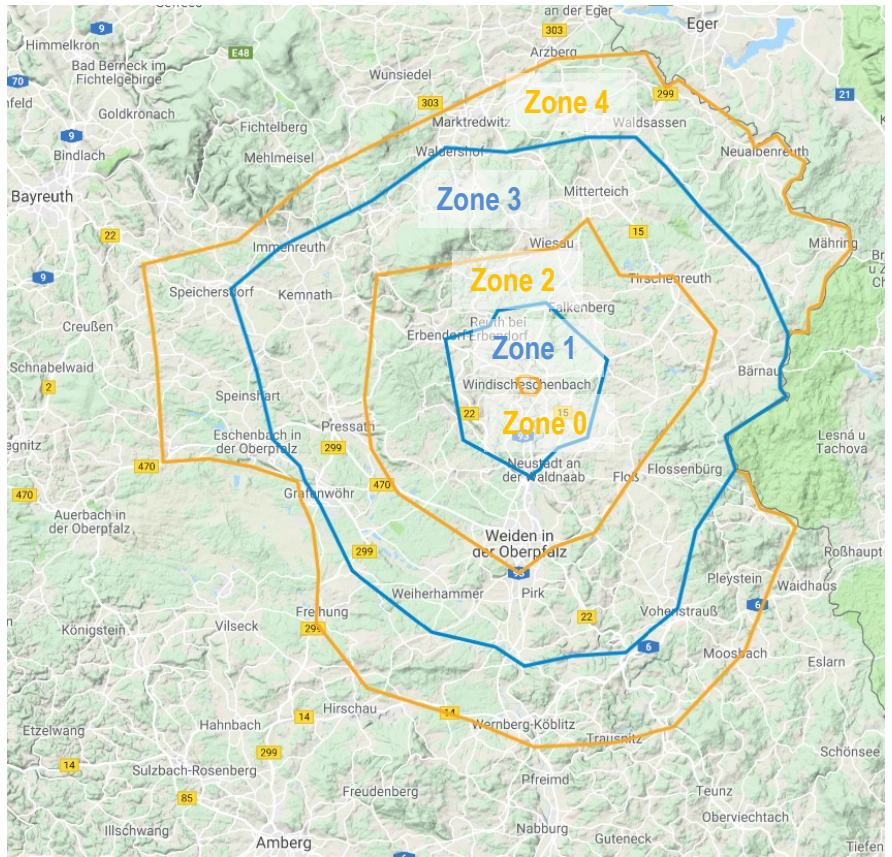 9
an der Eger
Eger
303
Himmelkron
E48
Arzberg
Bad Berneck im
Fichtelgebirge
Wunsiedel
70
Zone 4
299
21
Goldkronach
303
Marktredwitz
Waldsassen
Fichtelberg
9
Bindlach
Mehlmeisel
Waldershof
Neualbenreuth
Bayreuth
Zone 3
Mitterteich
22
Immenreuth
Wiesau
15
Mähring
9
Zone 2
Tirschenreuth
Speichersdorf
Kemnath
Falkenberg
Creußen
Reuth bei
Erbendorf
Erbendorf
Zone 1
Schnabelwaid
Bärnau
2
Speinshart
Windischeschenbach
22
15
Zone 0
Pressath
93
Eschenbach in
der Oberpfalz
299
Lesná u
Tachova
470
Neustadt an
der Waldnaab
Floß
Flossenbürg
470
Grafenwöhr
470
Auerbach in
der Oberpfalz
Weiden in
der Oberpfalz
299
Roßhaupt
93
Pleystein
Waidhaus
Weiherhammer
Pirk
Freihung
22
Vohenstrauß
6
Königstein
Vilseck
299
6
Moosbach
Eslarn
Hirschau
14
14
Etzelwang
Hahnbach
Wernberg-Köblitz
Trausnitz
299
Schönsee
14
Sulzbach-Rosenberg
Pfreimd
85
Freudenberg
Teunz
Oberviechtach
Illschwang
Nabburg
Amberg
Guteneck
6
Tiefen